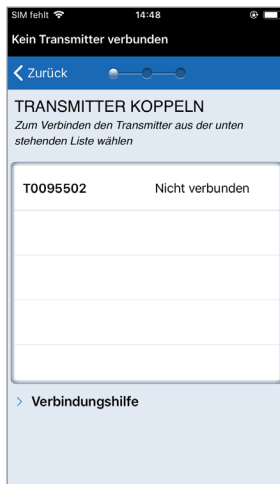 SIM fehlt 14:48
Kein Transmitter verbunden
Zurück
TRANSMITTER KOPPELN
Zum Verbinden den Transmitter aus der unten
stehenden Liste wählen
T0095502 Nicht verbunden
Verbindungshilfe